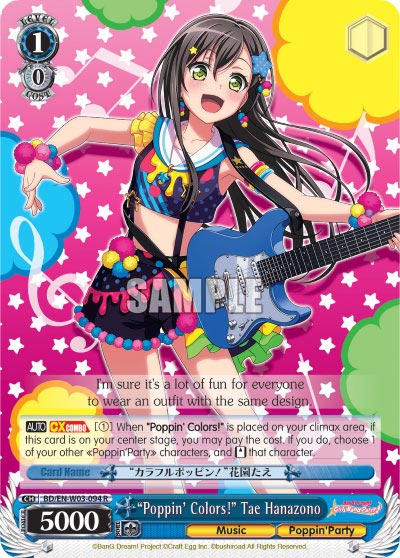 LEVEL
1
0
COST
SAMPLE
I'm sure it's a lot of fun for everyone
to wear an outfit with the same design.
AUTO CX COMBO [①] When "Poppin' Colors!" is placed on your climax area, if
this card is on your center stage, you may pay the cost. If you do, choose 1
of your other «Poppin'Party» characters, and that character.
Card Name "カラフルポッピン！"花園たえ
CH BD/EN-W03-094 R
POWER 5000 SOUL "Poppin' Colors!" Tae Hanazono
Music Poppin'Party
©BanG Dream! Project ©Craft Egg Inc. ©bushiroad All Rights Reserved.